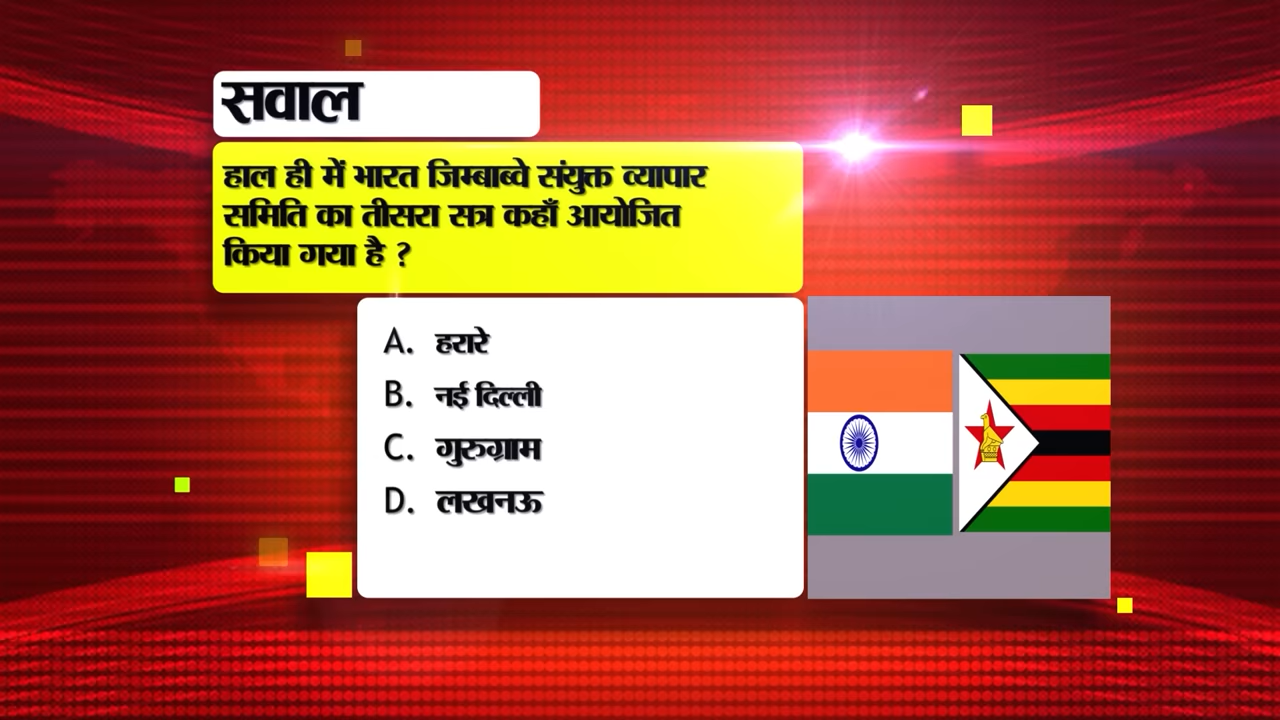 सवाल
हाल ही में भारत जिम्बाब्वे संयुक्त व्यापार
समिति का तीसरा सत्र कहाँ आयोजित
किया गया है ?
A. हरारे
B. नई दिल्ली
C. गुरुग्राम
D. लखनऊ